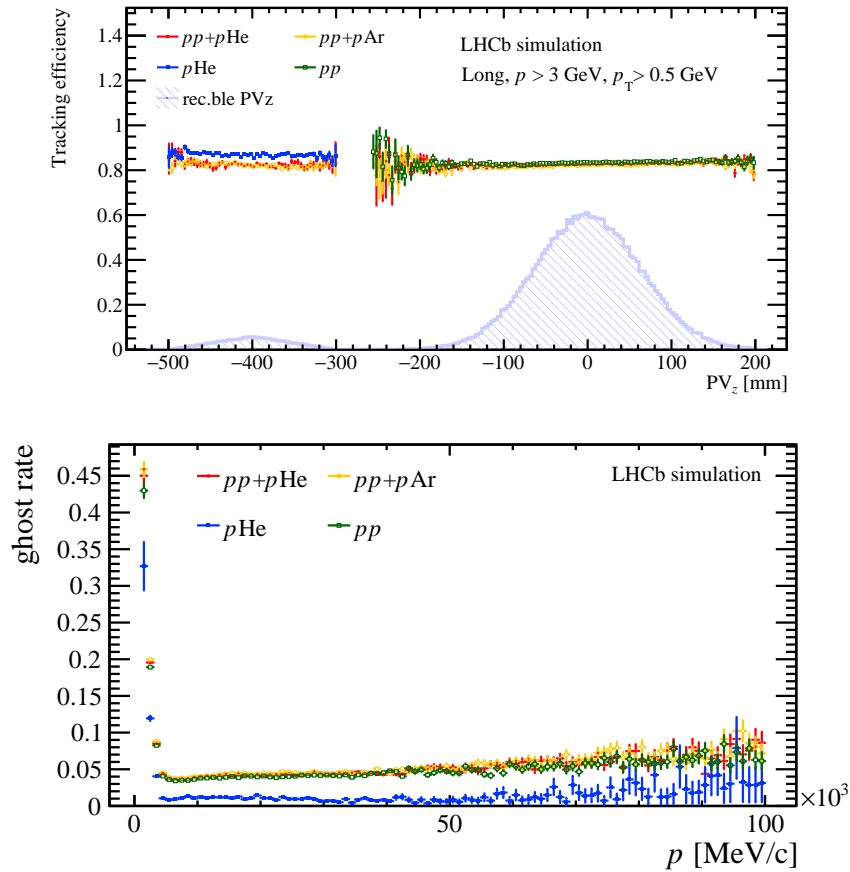 Tracking efficiency
1.4
1.2
1
0.8
0.6
0.4
0.2
0
pp+pHe
pp+pAr
pHe
pp
rec.ble PVz
LHCb simulation
Long, p > 3 GeV, p_T > 0.5 GeV
−500 −400 −300 −200 −100 0 100 200
PV_z [mm]
ghost rate
0.45
0.4
0.35
0.3
0.25
0.2
0.15
0.1
0.05
0
pp+pHe
pp+pAr
pHe
pp
LHCb simulation
0 50 100
×10³
p [MeV/c]